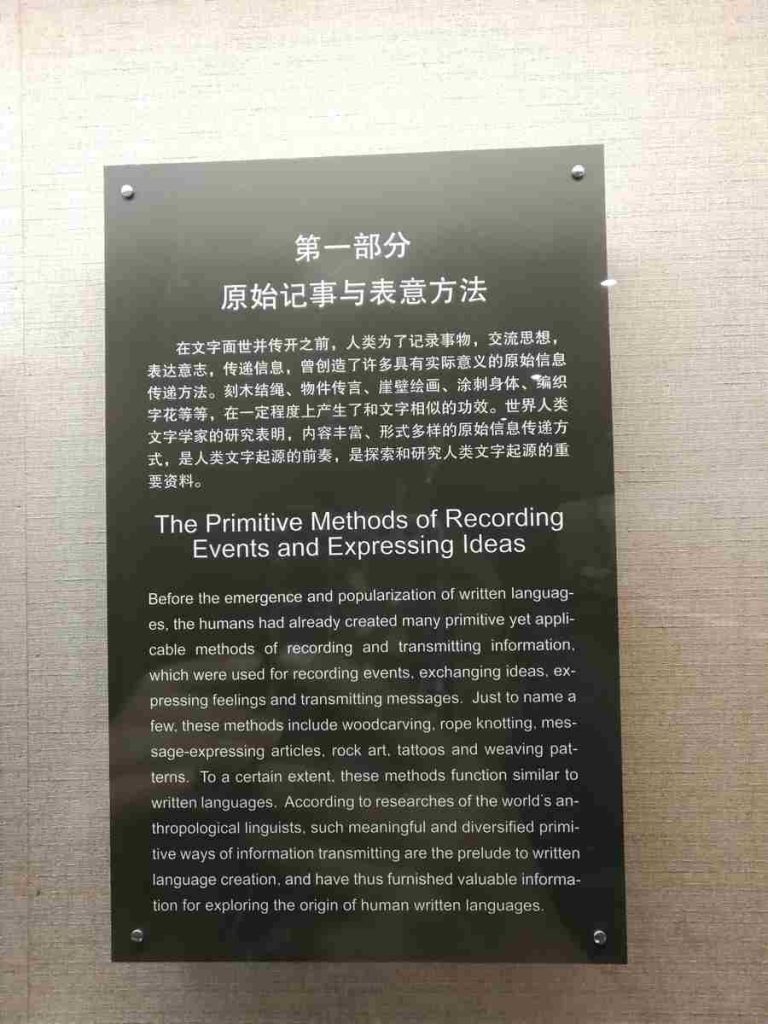 第一部分
原始记事与表意方法
在文字面世并传开之前，人类为了记录事物，交流思想，
表达意志，传递信息，曾创造了许多具有实际意义的原始信息
传递方法。刻木结绳、物件传言、崖壁绘画、涂刺身体、编织
字花等等，在一定程度上产生了和文字相似的功效。世界人类
文字学家的研究表明，内容丰富、形式多样的原始信息传递方
式，是人类文字起源的前奏，是探索和研究人类文字起源的重
要资料。
The Primitive Methods of Recording
Events and Expressing Ideas
Before the emergence and popularization of written languag-
es, the humans had already created many primitive yet appli-
cable methods of recording and transmitting information,
which were used for recording events, exchanging ideas, ex-
pressing feelings and transmitting messages. Just to name a
few, these methods include woodcarving, rope knotting, mes-
sage-expressing articles, rock art, tattoos and weaving pat-
terns. To a certain extent, these methods function similar to
written languages. According to researches of the world's an-
thropological linguists, such meaningful and diversified primi-
tive ways of information transmitting are the prelude to written
language creation, and have thus furnished valuable informa-
tion for exploring the origin of human written languages.